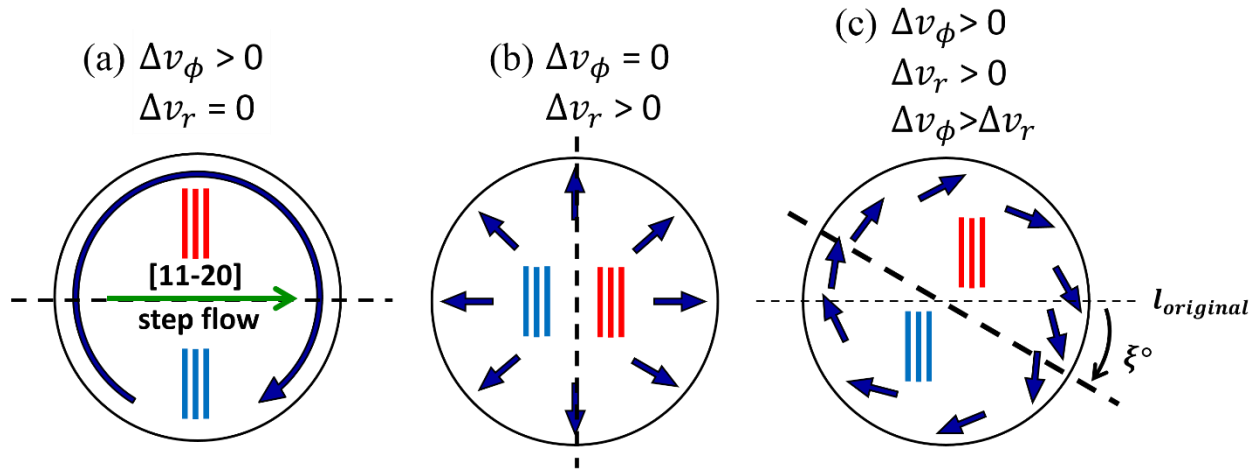 (a) Δv_ϕ > 0
Δv_r = 0
[11-20]
step flow
(b) Δv_ϕ = 0
Δv_r > 0
(c) Δv_ϕ > 0
Δv_r > 0
Δv_ϕ > Δv_r
l_original
ξ°